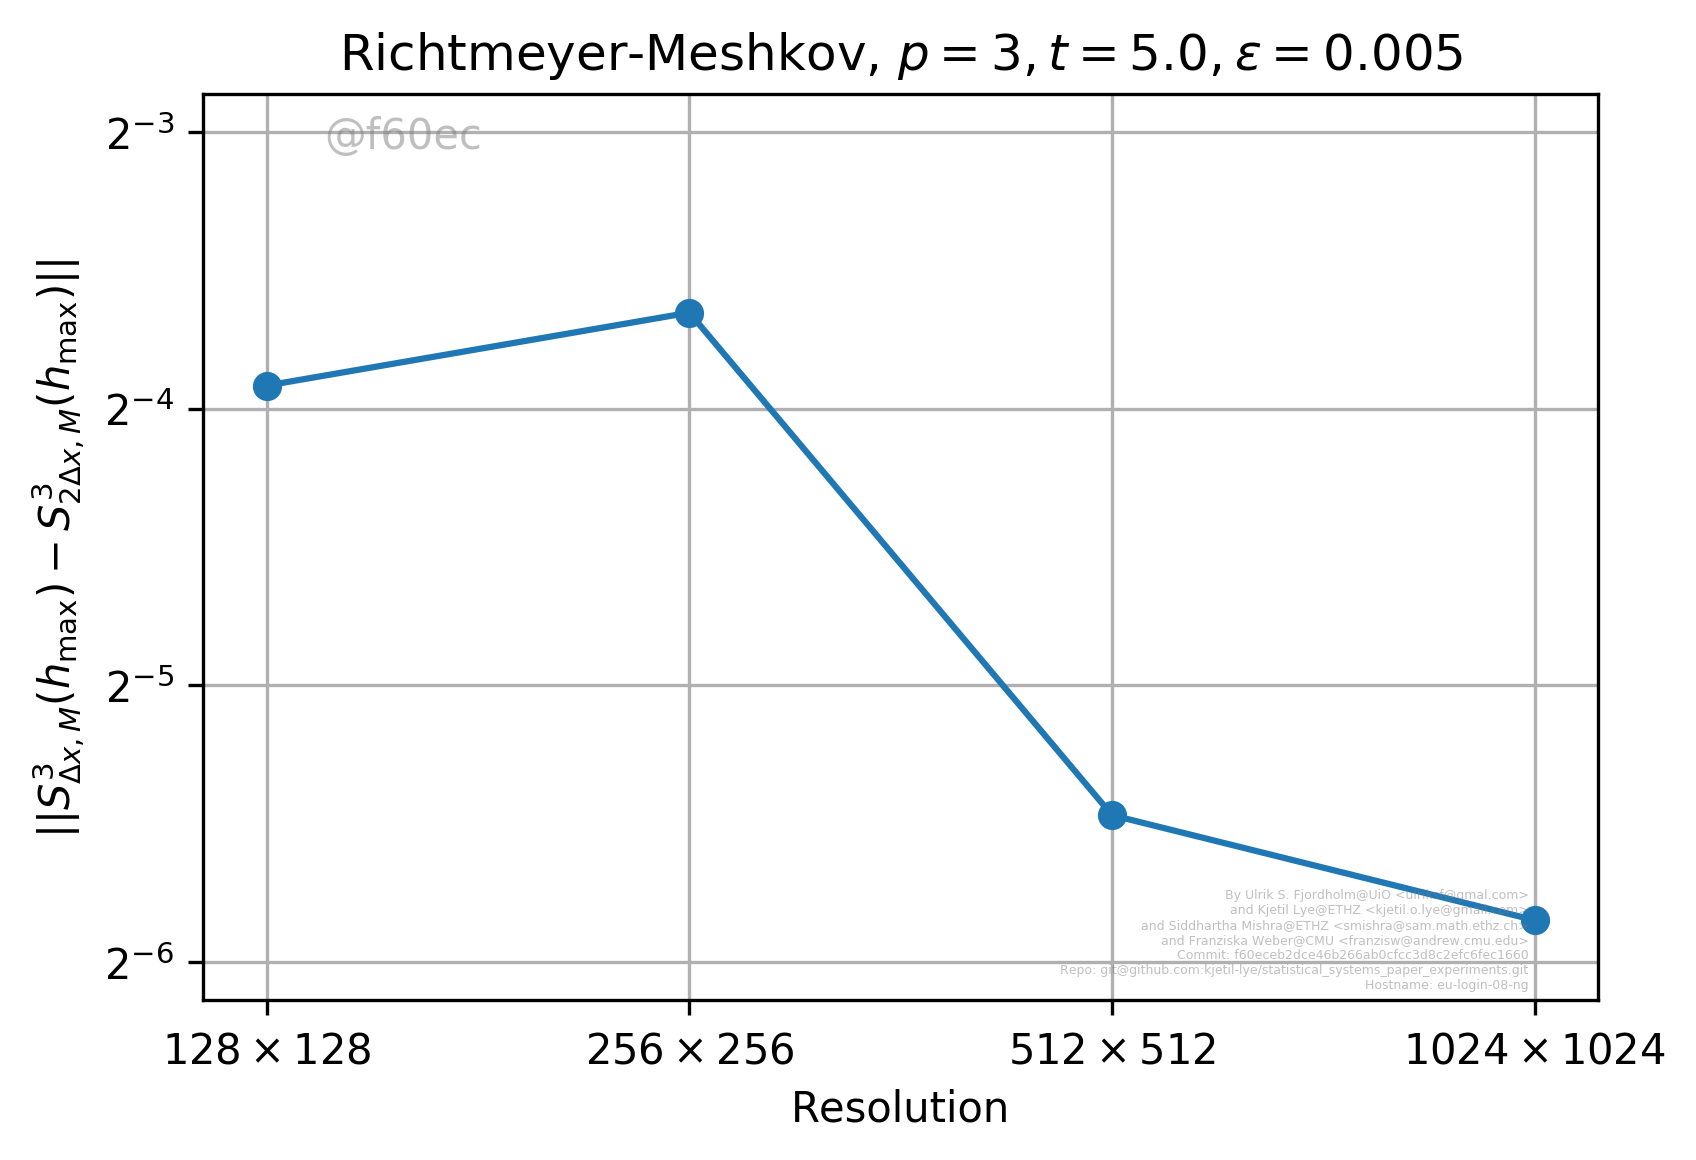 Richtmeyer-Meshkov, p = 3, t = 5.0, ε = 0.005
@f60ec
2⁻³
2⁻⁴
2⁻⁵
2⁻⁶
||S³_{Δx, M}(h_max) − S³_{2Δx, M}(h_max)||
By Ulrik S. Fjordholm@UiO
and Kjetil Lye@ETHZ <kjetil.o.lye@gmail.com>
and Siddhartha Mishra@ETHZ <smishra@sam.math.ethz.ch>
and Franziska Weber@CMU <franzisw@andrew.cmu.edu>
Commit: f60eceb2dce46b266ab0cfcc3d8c2efc6fec1660
Repo: git@github.com:kjetil-lye/statistical_systems_paper_experiments.git
Hostname: eu-login-08-ng
128 × 128
256 × 256
512 × 512
1024 × 1024
Resolution